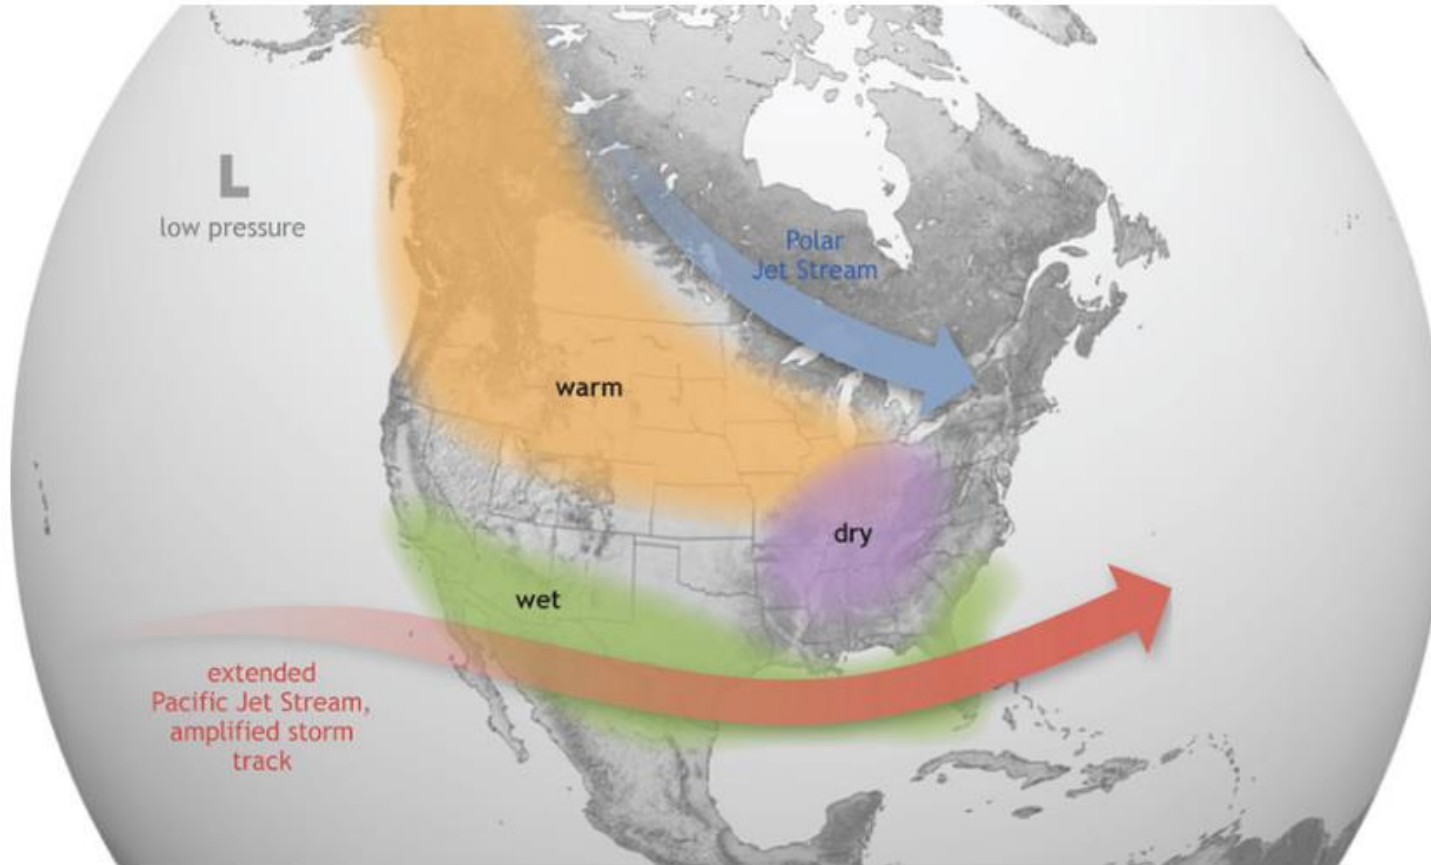 L
low pressure
Polar
Jet Stream
warm
dry
wet
extended
Pacific Jet Stream,
amplified storm
track